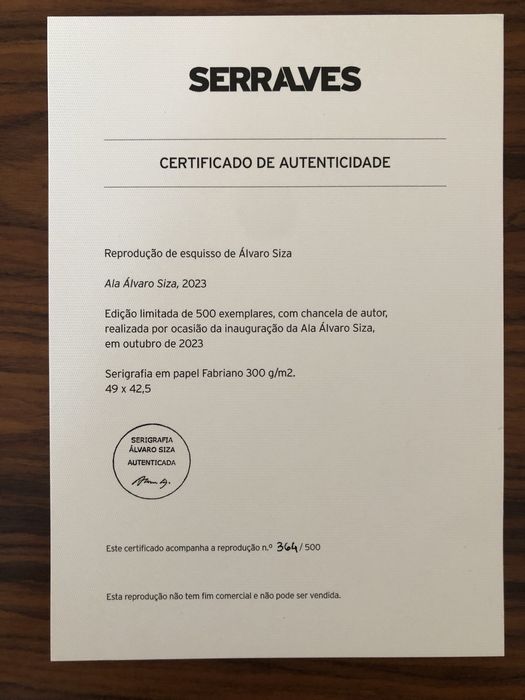 SERRALVES
CERTIFICADO DE AUTENTICIDADE
Reprodução de esquisso de Álvaro Siza
Ala Álvaro Siza, 2023
Edição limitada de 500 exemplares, com chancela de autor,
realizada por ocasião da inauguração da Ala Álvaro Siza,
em outubro de 2023
Serigrafia em papel Fabriano 300 g/m2.
49 x 42,5
SERIGRAFIA
ÁLVARO SIZA
AUTENTICADA
Este certificado acompanha a reprodução n.º 364/500
Esta reprodução não tem fim comercial e não pode ser vendida.